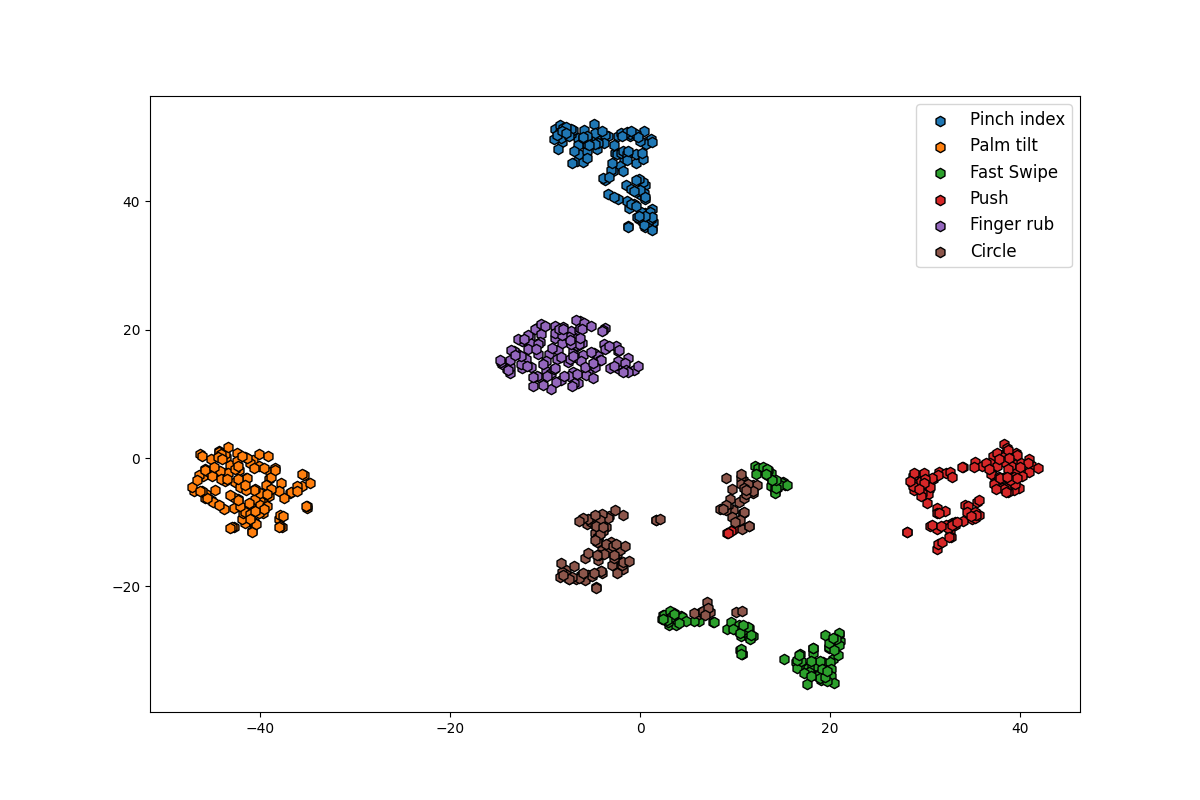 Pinch index
Palm tilt
Fast Swipe
Push
Finger rub
Circle
40
20
0
−20
−40
−20
0
20
40